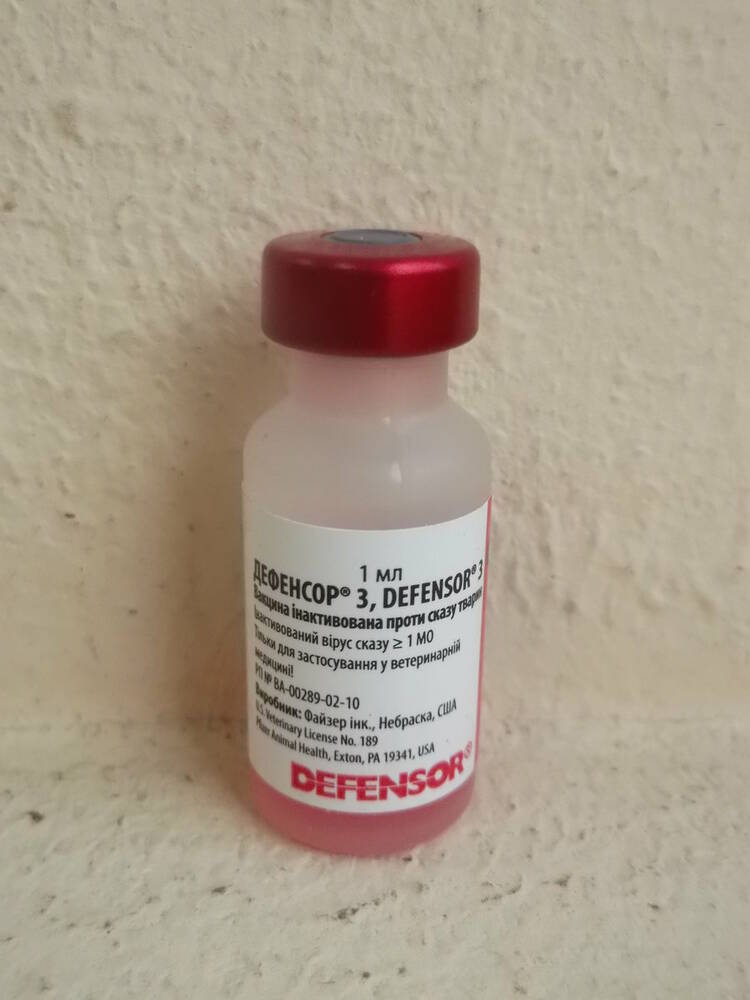 1 мл
ДЕФЕНСОР® 3, DEFENSOR® 3
Вакцина інактивована проти сказу тварин
Інактивований вірус сказу ≥ 1 МО
Тільки для застосування у ветеринарній
медицині!
РП № ВА-00289-02-10
Виробник: Файзер інк., Небраска, США
U.S. Veterinary License No. 189
Pfizer Animal Health, Exton, PA 19341, USA
DEFENSOR®